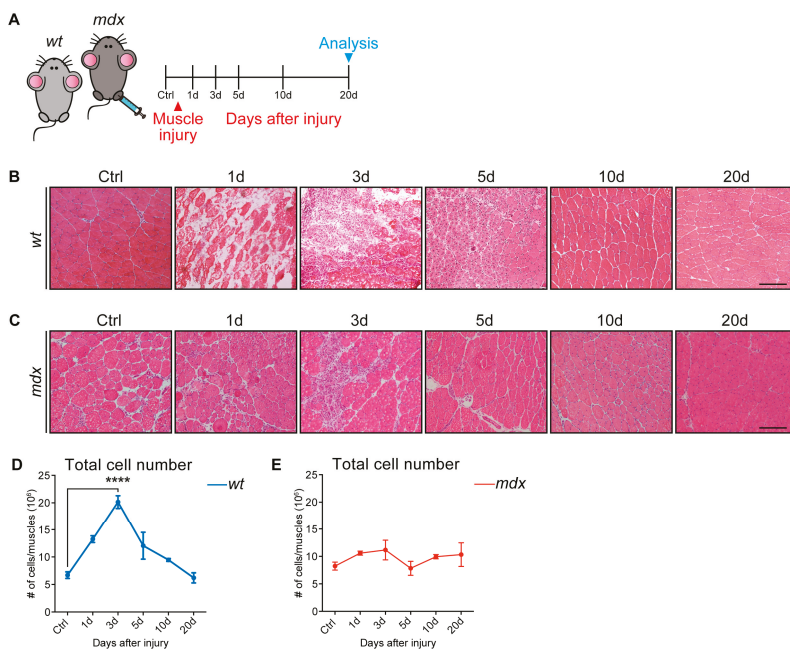 A
wt
mdx
Analysis
Ctrl 1d 3d 5d 10d 20d
Muscle
injury
Days after injury
B
Ctrl 1d 3d 5d 10d 20d
wt
C
Ctrl 1d 3d 5d 10d 20d
mdx
D
Total cell number
****
wt
# of cells/muscles (10⁶)
25
20
15
10
5
0
Ctrl 1d 3d 5d 10d 20d
Days after injury
E
Total cell number
mdx
# of cells/muscles (10⁶)
25
20
15
10
5
0
Ctrl 1d 3d 5d 10d 20d
Days after injury